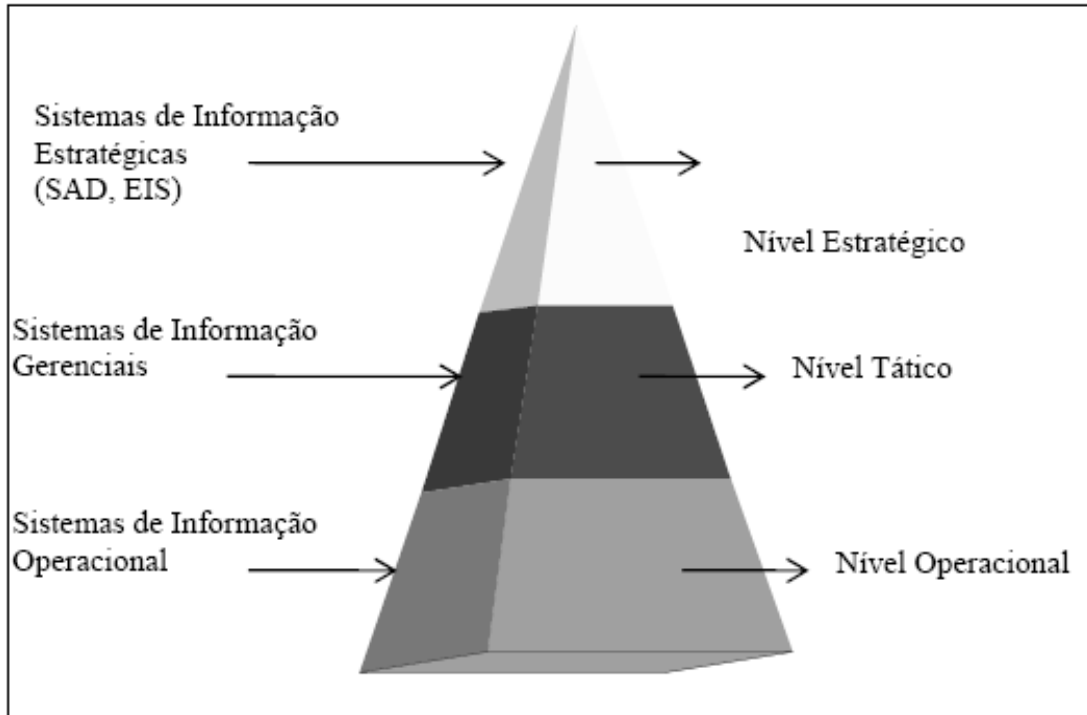 Sistemas de Informação
Estratégicas
(SAD, EIS)
Nível Estratégico
Sistemas de Informação
Gerenciais
Nível Tático
Sistemas de Informação
Operacional
Nível Operacional